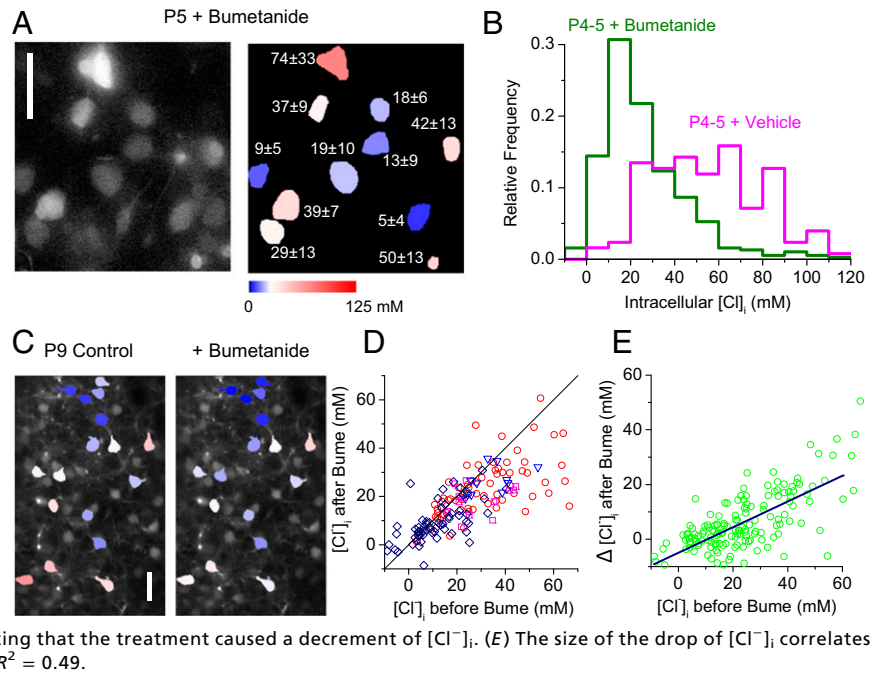 A
P5 + Bumetanide
74±33
37±9
18±6
42±13
9±5
19±10
13±9
39±7
5±4
29±13
50±13
0
125 mM
B
P4-5 + Bumetanide
P4-5 + Vehicle
Relative Frequency
0.3
0.2
0.1
0.0
0 20 40 60 80 100 120
Intracellular [Cl]i (mM)
C
P9 Control
+ Bumetanide
D
[Cl-]i after Bume (mM)
60
40
20
0
0 20 40 60
[Cl-]i before Bume (mM)
E
Δ [Cl-]i after Bume (mM)
60
40
20
0
0 20 40 60
[Cl-]i before Bume (mM)
ing that the treatment caused a decrement of [Cl−]i. (E) The size of the drop of [Cl−]i correlates
R² = 0.49.